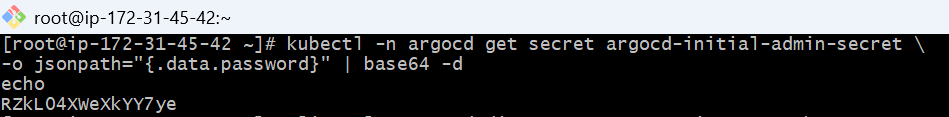 root@ip-172-31-45-42:~
[root@ip-172-31-45-42 ~]# kubectl -n argocd get secret argocd-initial-admin-secret \
-o jsonpath="{.data.password}" | base64 -d
echo
RZkLO4XWeXkYY7ye